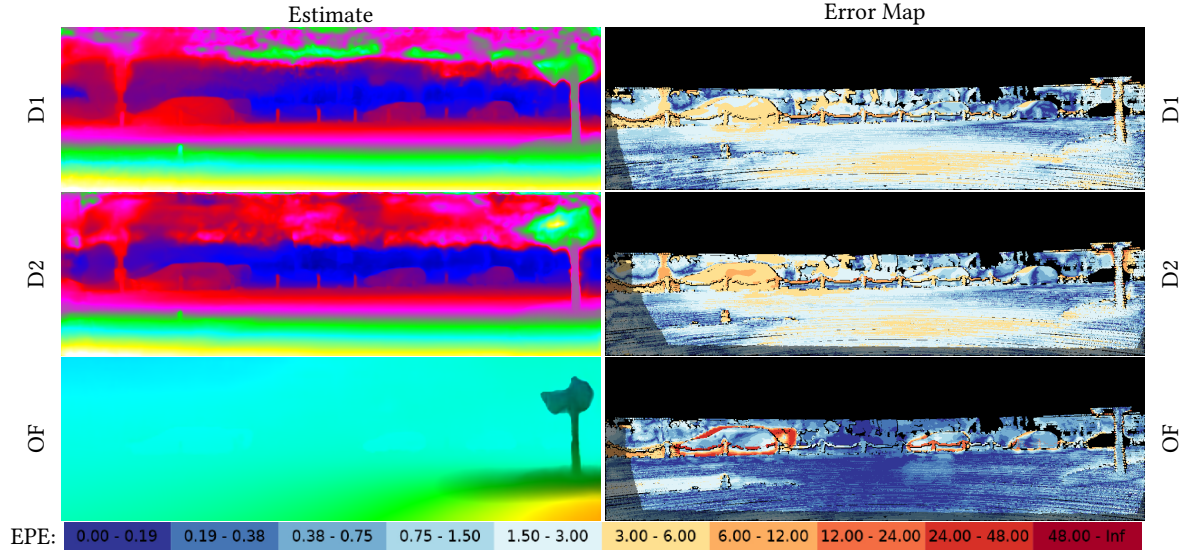 Estimate Error Map
D1 D1
D2 D2
OF OF
EPE: 0.00 - 0.19 0.19 - 0.38 0.38 - 0.75 0.75 - 1.50 1.50 - 3.00 3.00 - 6.00 6.00 - 12.00 12.00 - 24.00 24.00 - 48.00 48.00 - Inf